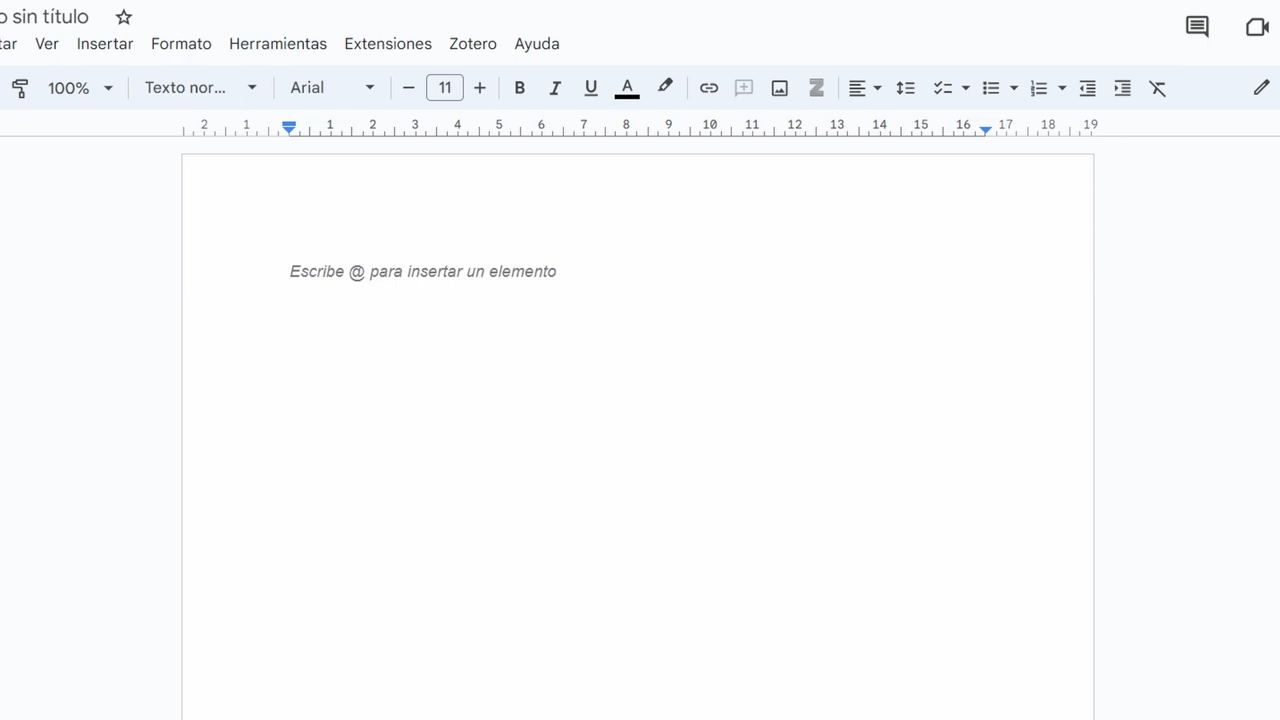 o sin título
tar Ver Insertar Formato Herramientas Extensiones Zotero Ayuda
100% Texto nor... Arial 11 B I U A
2 1 1 2 3 4 5 6 7 8 9 10 11 12 13 14 15 16 17 18 19
Escribe @ para insertar un elemento